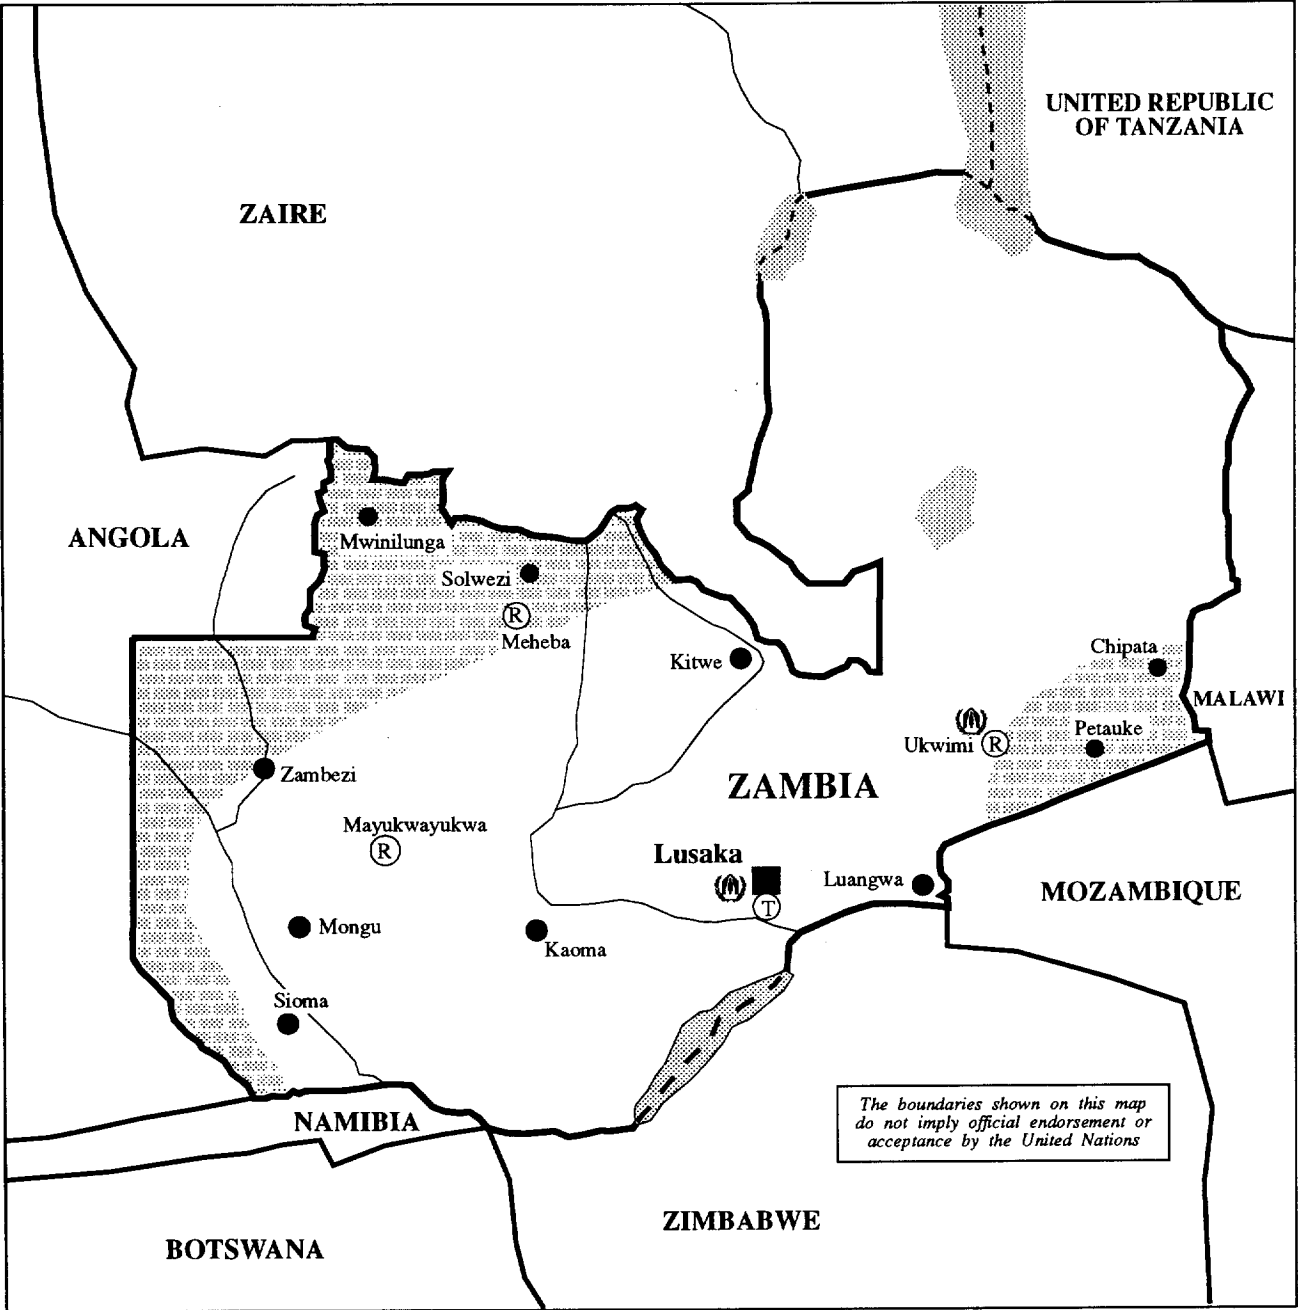 UNITED REPUBLIC
OF TANZANIA
ZAIRE
ANGOLA
Mwinilunga
Solwezi
R
Meheba
Kitwe
Chipata
MALAWI
Petauke
Ukwimi R
Zambezi
ZAMBIA
Mayukwayukwa
R
Lusaka
T
Luangwa
MOZAMBIQUE
Mongu
Kaoma
Sioma
NAMIBIA
The boundaries shown on this map
do not imply official endorsement or
acceptance by the United Nations
ZIMBABWE
BOTSWANA